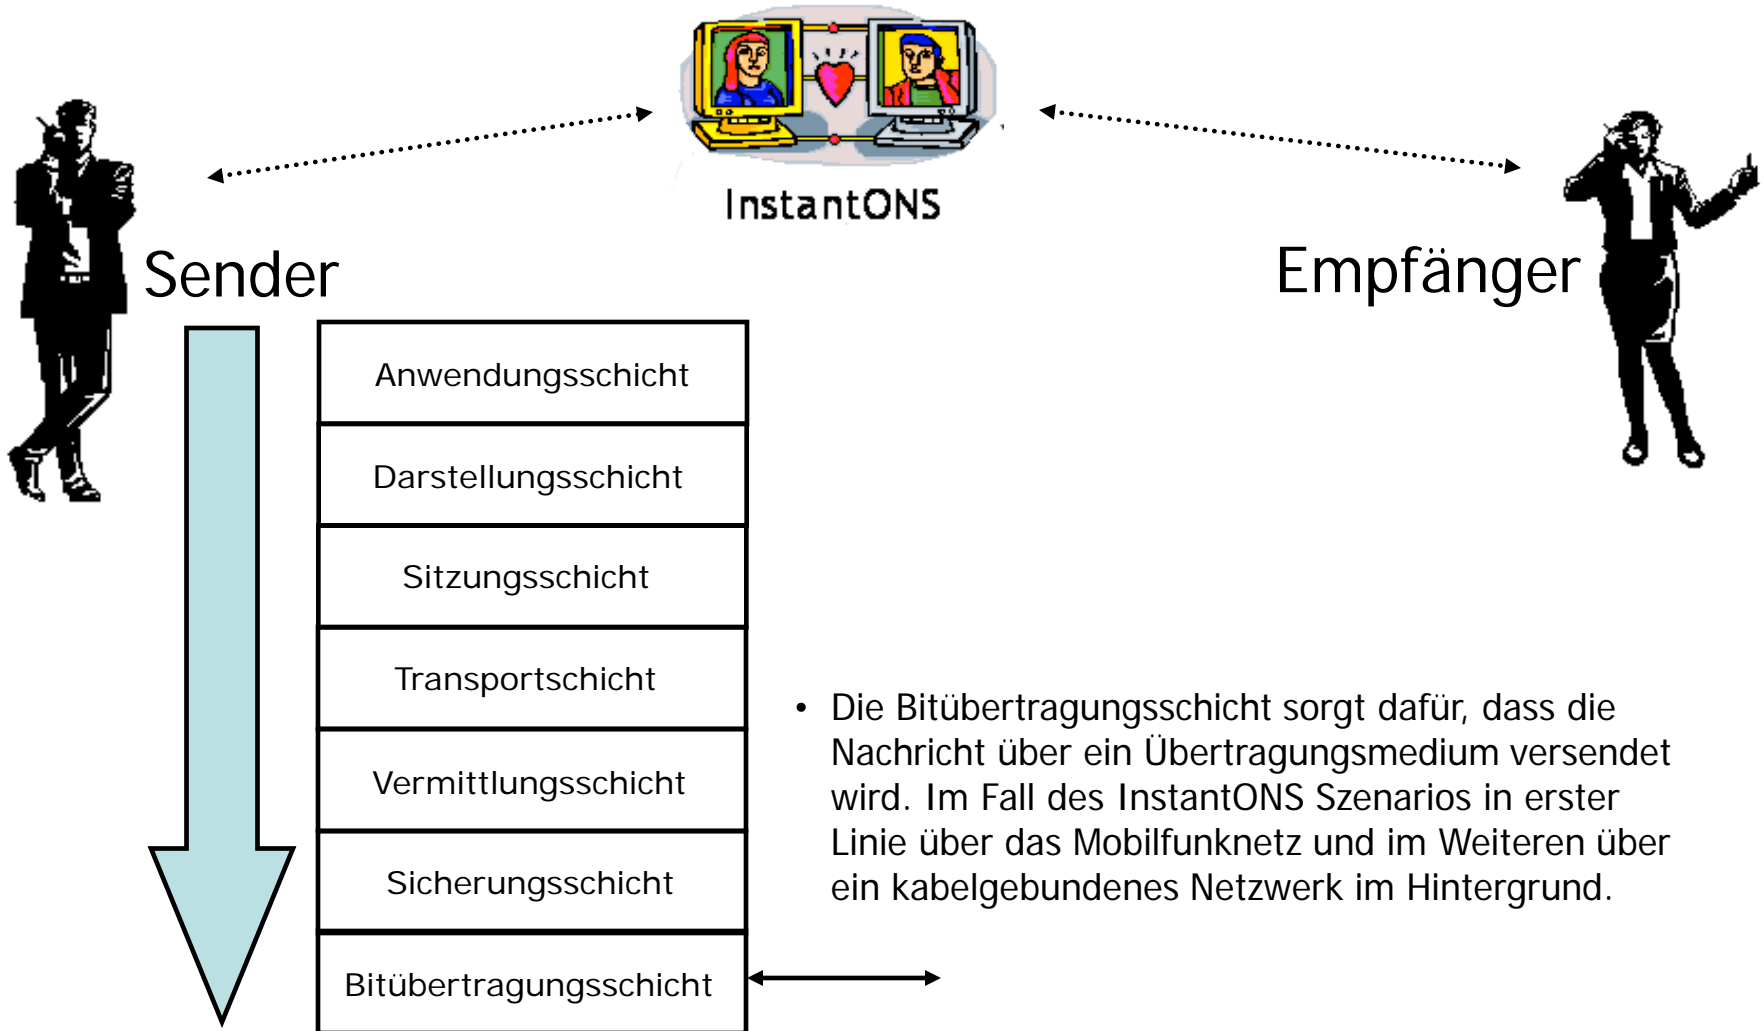 InstantONS
Sender
Empfänger
Anwendungsschicht
Darstellungsschicht
Sitzungsschicht
Transportschicht
Vermittlungsschicht
Sicherungsschicht
Bitübertragungsschicht
• Die Bitübertragungsschicht sorgt dafür, dass die
Nachricht über ein Übertragungsmedium versendet
wird. Im Fall des InstantONS Szenarios in erster
Linie über das Mobilfunknetz und im Weiteren über
ein kabelgebundenes Netzwerk im Hintergrund.